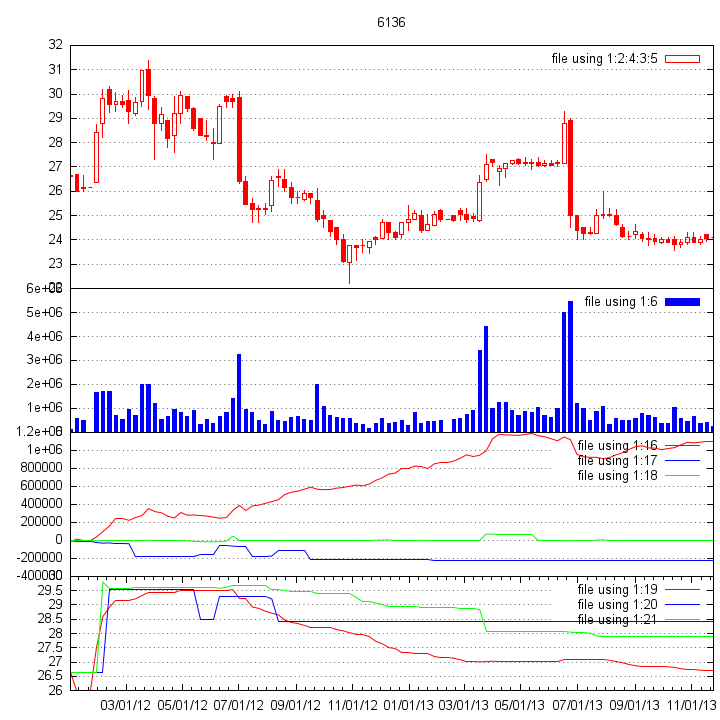 6136
32
file using 1:2:4:3:5
31
30
29
28
27
26
25
24
23
22
6e+06
file using 1:6
5e+06
4e+06
3e+06
2e+06
1e+06
0
1.2e+06
file using 1:16
1e+06
file using 1:17
800000
file using 1:18
600000
400000
200000
0
-200000
-400000
30
29.5
file using 1:19
29
file using 1:20
28.5
file using 1:21
28
27.5
27
26.5
26
03/01/12 05/01/12 07/01/12 09/01/12 11/01/12 01/01/13 03/01/13 05/01/13 07/01/13 09/01/13 11/01/13